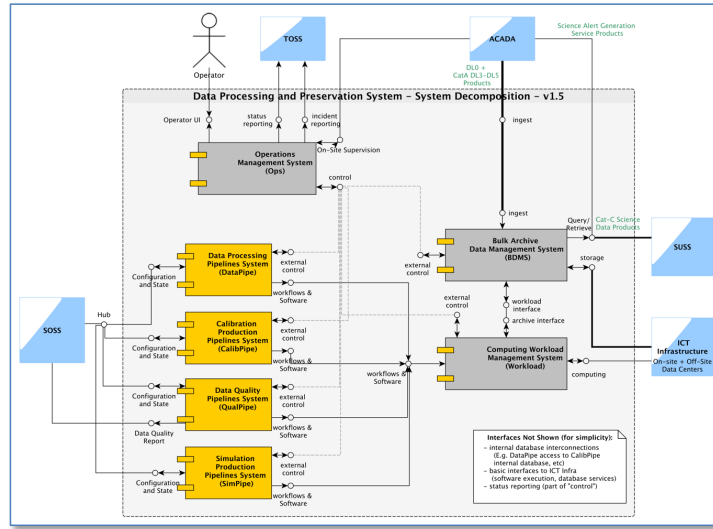 TOSS
ACADA
Science Alert Generation
Service Products
Operator
DL0 +
CatA DL3-DL5
Products
Data Processing and Preservation System - System Decomposition - v1.5
Operator UI
status
reporting
incident
reporting
ingest
On-Site Supervision
Operations
Management System
(Ops)
control
ingest
Query/
Retrieve
Cat-C Science
Data Products
SUSS
Bulk Archive
Data Management System
(BDMS)
external
control
storage
Data Processing
Pipelines System
(DataPipe)
external
control
Configuration
and State
workflows &
Software
workload
interface
archive interface
external
control
Hub
SOSS
Calibration
Production
Pipelines System
(CalibPipe)
external
control
Configuration
and State
workflows &
Software
workflows &
Software
Computing Workload
Management System
(Workload)
computing
ICT
Infrastructure
On-site + Off-Site
Data Centers
Data Quality
Pipelines System
(QualPipe)
external
control
Configuration
and State
workflows &
Software
Data Quality
Report
Simulation
Production
Pipelines System
(SimPipe)
external
control
Configuration
and State
workflows &
Software
Interfaces Not Shown (for simplicity):
- internal database interconnections
(E.g. DataPipe access to CalibPipe
internal database, etc)
- basic interfaces to ICT Infra
(software execution, database services)
- status reporting (part of "control")